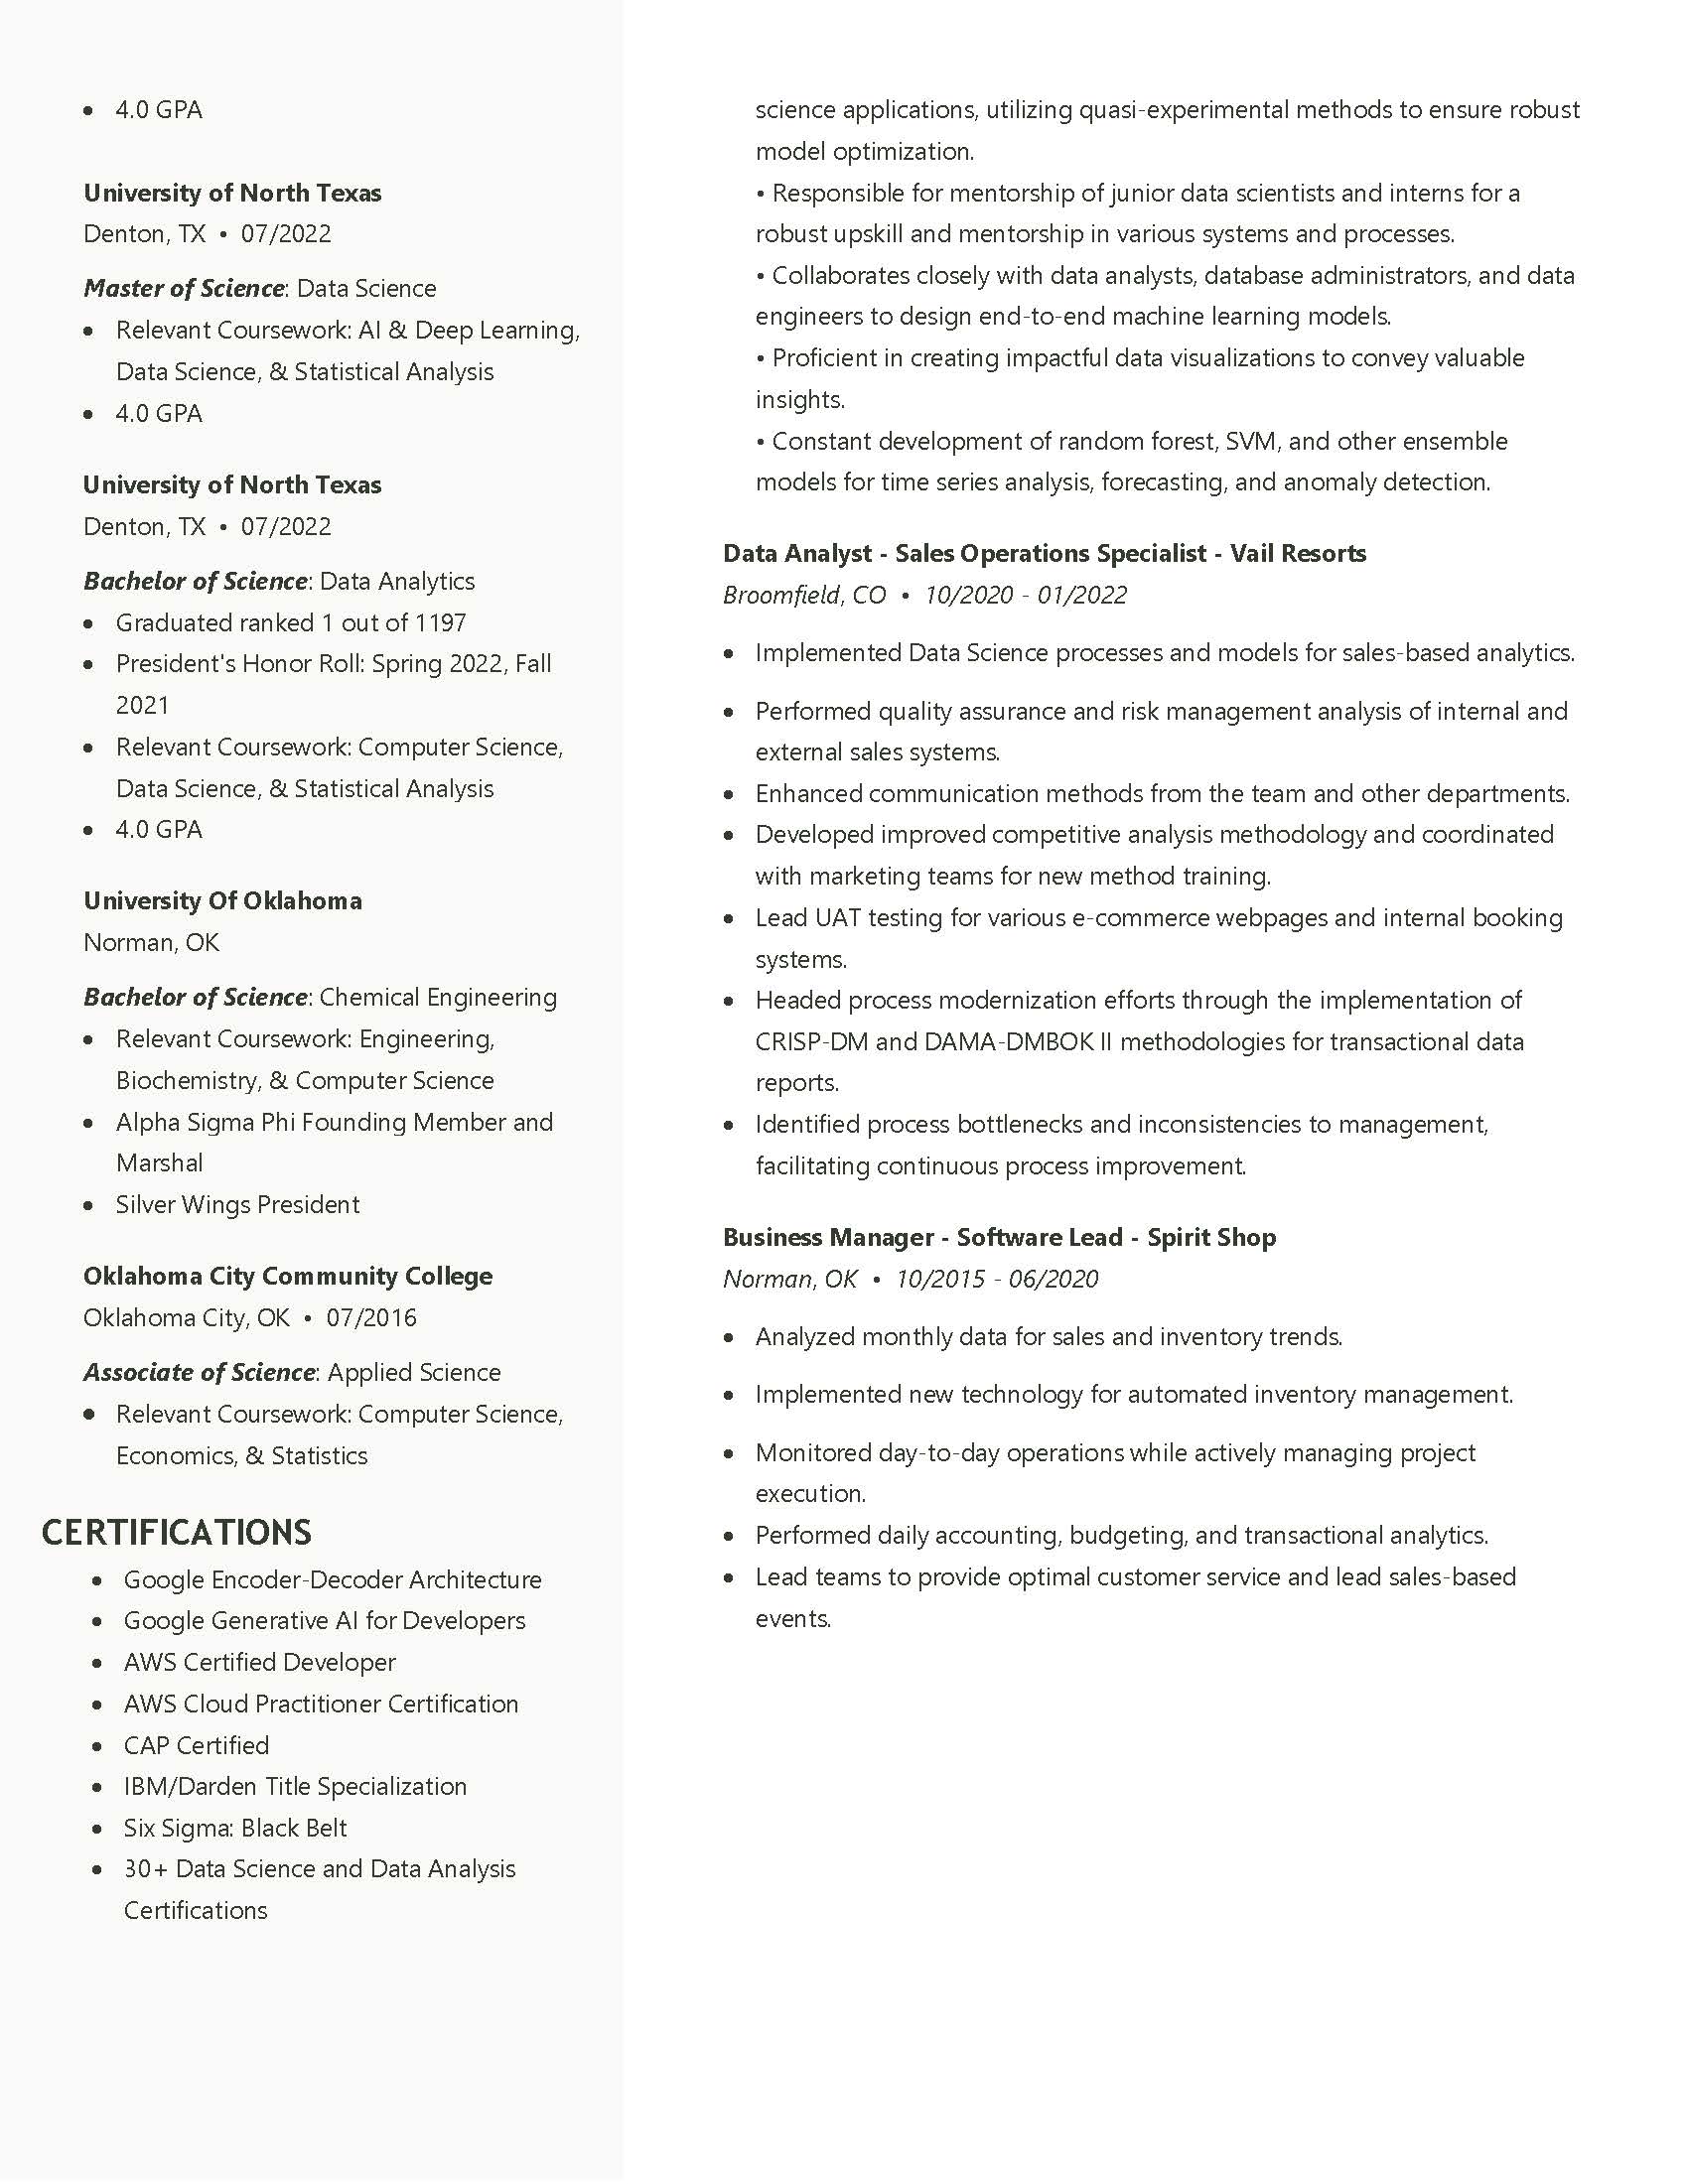 • 4.0 GPA
University of North Texas
Denton, TX • 07/2022
Master of Science: Data Science
• Relevant Coursework: AI & Deep Learning,
Data Science, & Statistical Analysis
• 4.0 GPA
University of North Texas
Denton, TX • 07/2022
Bachelor of Science: Data Analytics
• Graduated ranked 1 out of 1197
• President's Honor Roll: Spring 2022, Fall
2021
• Relevant Coursework: Computer Science,
Data Science, & Statistical Analysis
• 4.0 GPA
University Of Oklahoma
Norman, OK
Bachelor of Science: Chemical Engineering
• Relevant Coursework: Engineering,
Biochemistry, & Computer Science
• Alpha Sigma Phi Founding Member and
Marshal
• Silver Wings President
Oklahoma City Community College
Oklahoma City, OK • 07/2016
Associate of Science: Applied Science
• Relevant Coursework: Computer Science,
Economics, & Statistics
CERTIFICATIONS
• Google Encoder-Decoder Architecture
• Google Generative AI for Developers
• AWS Certified Developer
• AWS Cloud Practitioner Certification
• CAP Certified
• IBM/Darden Title Specialization
• Six Sigma: Black Belt
• 30+ Data Science and Data Analysis
Certifications
science applications, utilizing quasi-experimental methods to ensure robust
model optimization.
• Responsible for mentorship of junior data scientists and interns for a
robust upskill and mentorship in various systems and processes.
• Collaborates closely with data analysts, database administrators, and data
engineers to design end-to-end machine learning models.
• Proficient in creating impactful data visualizations to convey valuable
insights.
• Constant development of random forest, SVM, and other ensemble
models for time series analysis, forecasting, and anomaly detection.
Data Analyst - Sales Operations Specialist - Vail Resorts
Broomfield, CO • 10/2020 - 01/2022
• Implemented Data Science processes and models for sales-based analytics.
• Performed quality assurance and risk management analysis of internal and
external sales systems.
• Enhanced communication methods from the team and other departments.
• Developed improved competitive analysis methodology and coordinated
with marketing teams for new method training.
• Lead UAT testing for various e-commerce webpages and internal booking
systems.
• Headed process modernization efforts through the implementation of
CRISP-DM and DAMA-DMBOK II methodologies for transactional data
reports.
• Identified process bottlenecks and inconsistencies to management,
facilitating continuous process improvement.
Business Manager - Software Lead - Spirit Shop
Norman, OK • 10/2015 - 06/2020
• Analyzed monthly data for sales and inventory trends.
• Implemented new technology for automated inventory management.
• Monitored day-to-day operations while actively managing project
execution.
• Performed daily accounting, budgeting, and transactional analytics.
• Lead teams to provide optimal customer service and lead sales-based
events.